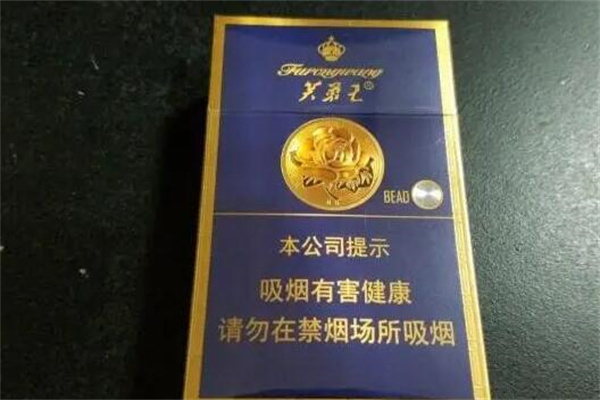 Furongwang
芙蓉王®
BEAD
本公司提示
吸烟有害健康
请勿在禁烟场所吸烟